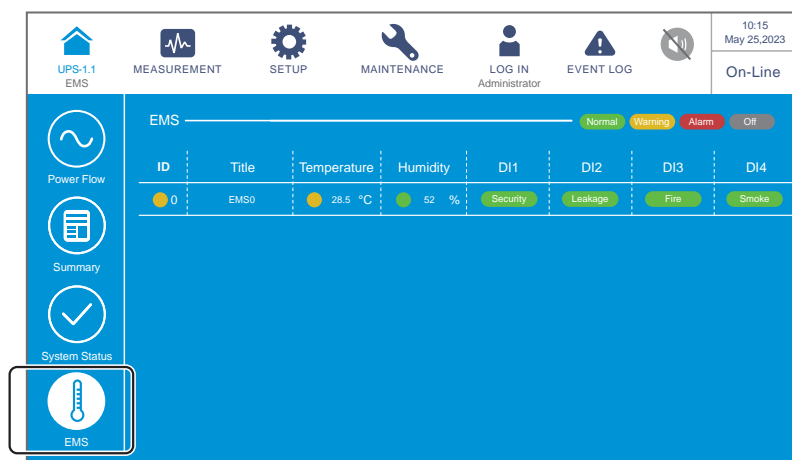 10:15
May 25,2023
UPS-1.1
EMS
MEASUREMENT
SETUP
MAINTENANCE
LOG IN
Administrator
EVENT LOG
On-Line
EMS
Normal Warning Alarm Off
ID Title Temperature Humidity DI1 DI2 DI3 DI4
0 EMS0 28.5 °C 52 % Security Leakage Fire Smoke
Power Flow
Summary
System Status
EMS